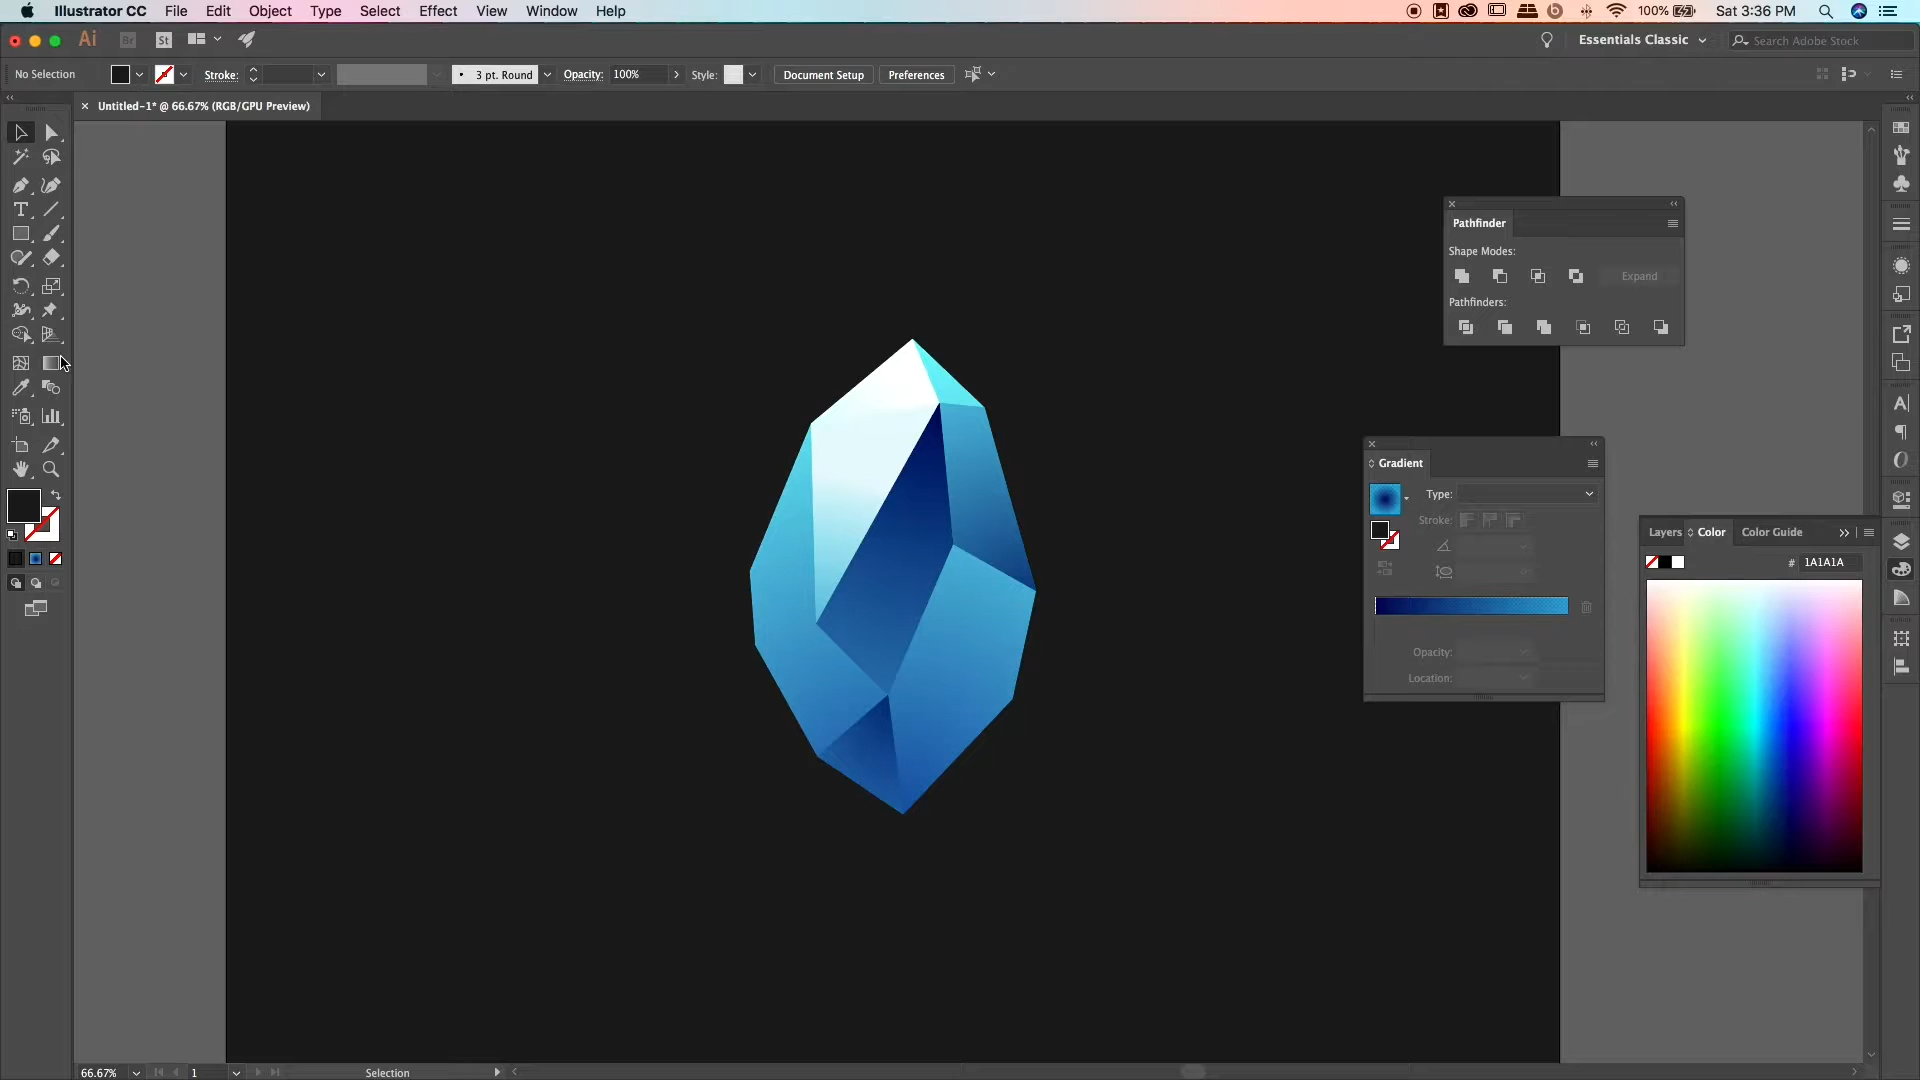 Illustrator CC File Edit Object Type Select Effect View Window Help 100% Sat 3:36 PM
Ai Br St Essentials Classic Search Adobe Stock
No Selection Stroke: 3 pt. Round Opacity: 100% Style: Document Setup Preferences
Untitled-1* @ 66.67% (RGB/GPU Preview)
Pathfinder
Shape Modes:
Expand
Pathfinders:
Gradient
Type:
Stroke:
Opacity:
Location:
Layers Color Color Guide
# 1A1A1A
66.67% 1 Selection